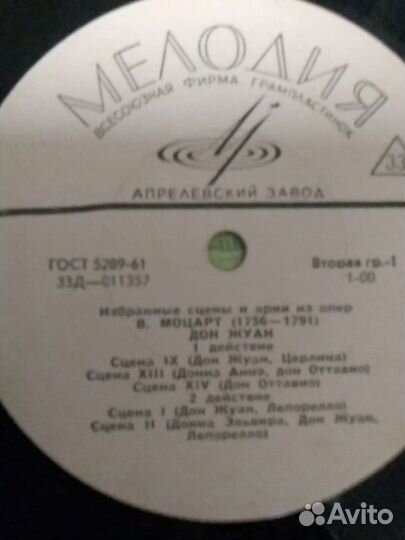 МЕЛОДИЯ
ВСЕСОЮЗНАЯ ФИРМА ГРАМПЛАСТИНОК
33
АПРЕЛЕВСКИЙ ЗАВОД
ГОСТ 5289-61
Вторая гр.-1
33Д—011357
1-00
Избранные сцены и арии из опер
В. МОЦАРТ (1756—1791)
ДОН ЖУАН
1 действие
Сцена IX (Дон Жуан, Церлина)
Сцена XIII (Донна Анна, дон Оттавио)
Сцена XIV (Дон Оттавио)
2 действие
Сцена I (Дон Жуан, Лепорелло)
Сцена II (Донна Эльвира, Дон Жуан,
Лепорелло)
Avito